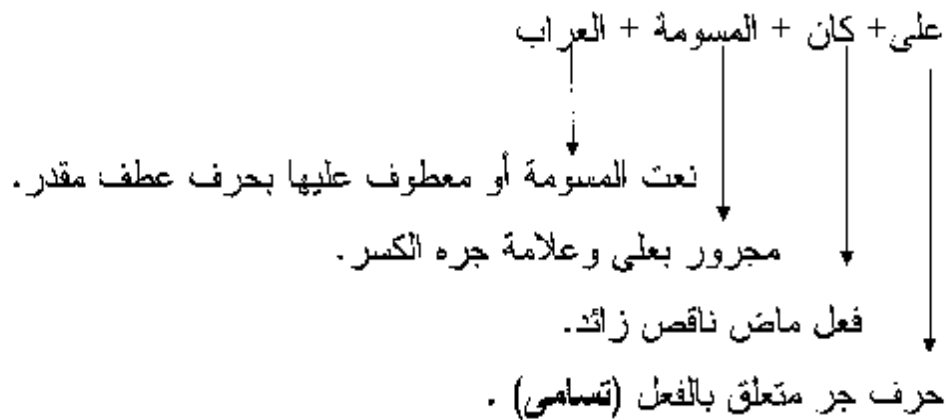 على+ كان + المسومة + العراب
نعت المسومة أو معطوف عليها بحرف عطف مقدر.
مجرور بعلى وعلامة جره الكسر.
فعل ماض ناقص زائد.
حرف جر متعلق بالفعل (تسامى) .